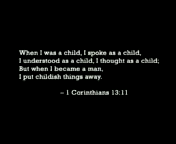 When I was a child, I spoke as a child,
I understood as a child, I thought as a child;
But when I became a man,
I put childish things away.
– 1 Corinthians 13:11